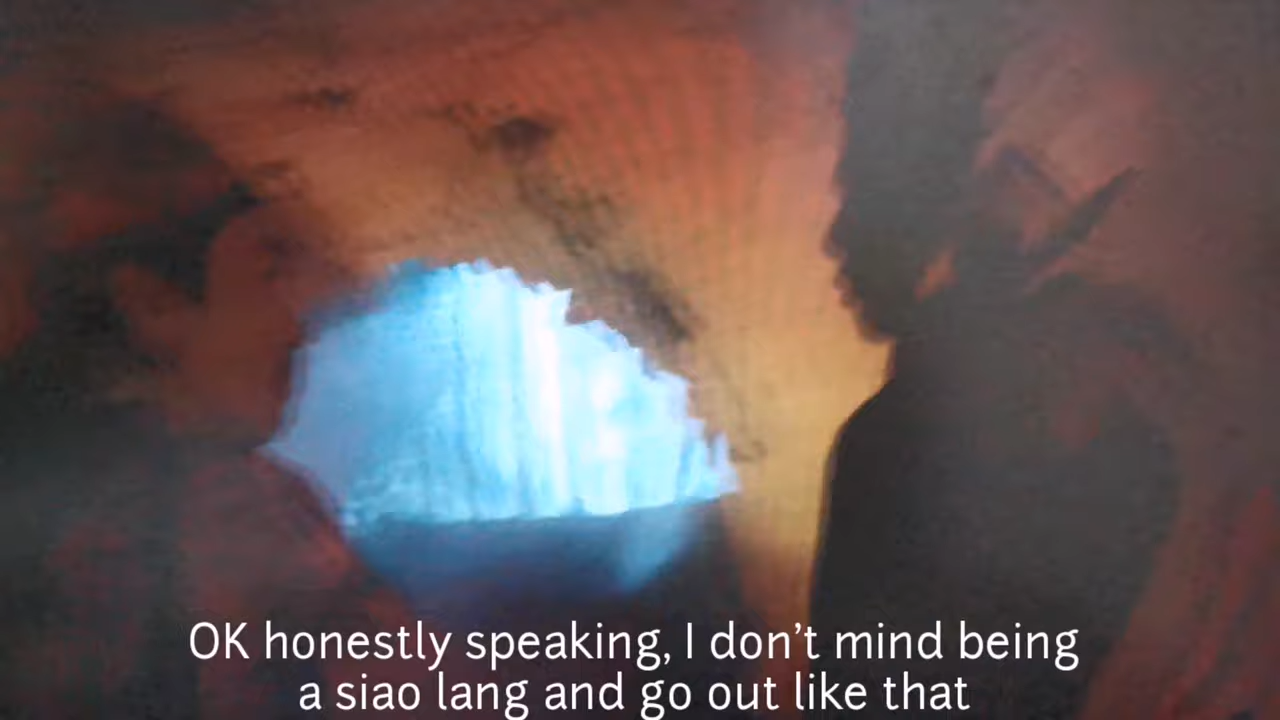 OK honestly speaking, I don’t mind being
a siao lang and go out like that